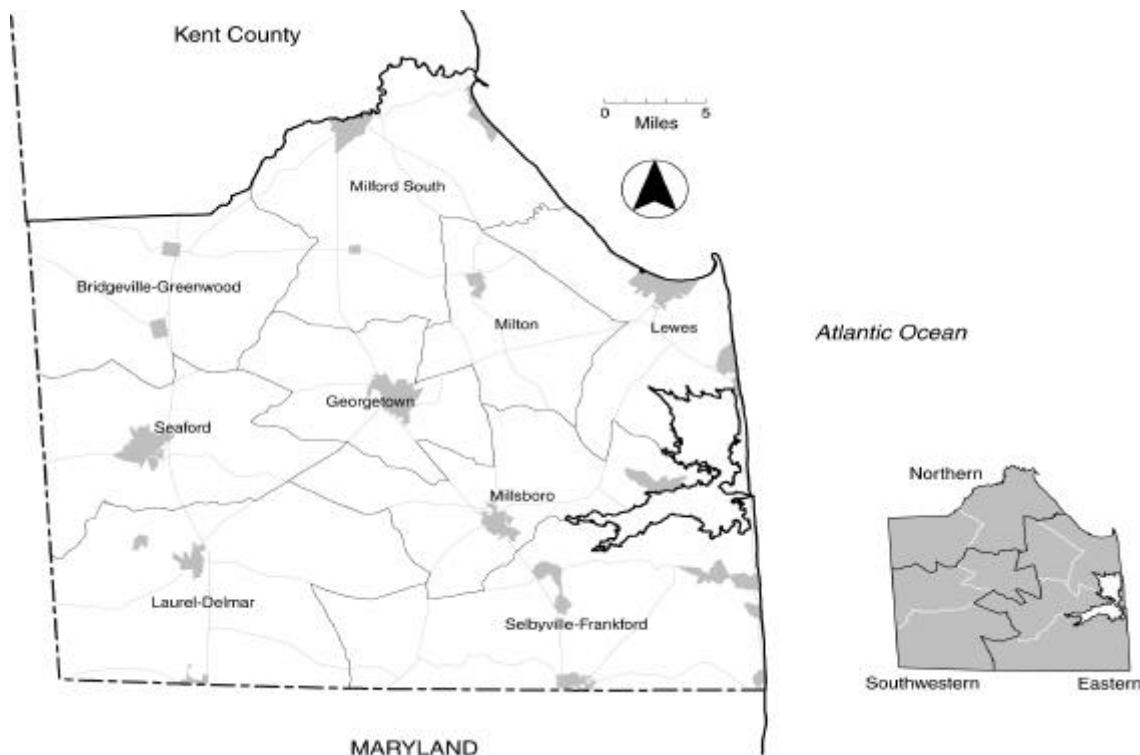 Kent County
0 5
Miles
Milford South
Bridgeville-Greenwood
Milton
Lewes
Atlantic Ocean
Georgetown
Seaford
Millsboro
Northern
Laurel-Delmar
Selbyville-Frankford
Southwestern Eastern
MARYLAND